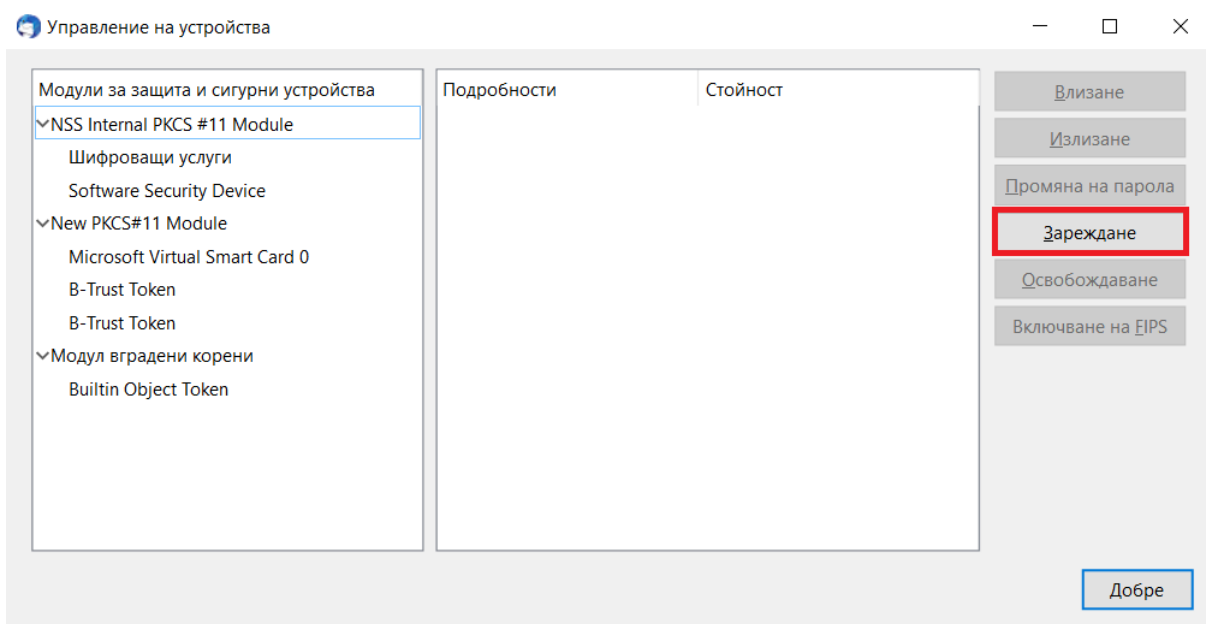 Управление на устройства
Модули за защита и сигурни устройства
Подробности
Стойност
NSS Internal PKCS #11 Module
Шифроващи услуги
Software Security Device
New PKCS#11 Module
Microsoft Virtual Smart Card 0
B-Trust Token
B-Trust Token
Модул вградени корени
Builtin Object Token
Влизане
Излизане
Промяна на парола
Зареждане
Освобождаване
Включване на FIPS
Добре